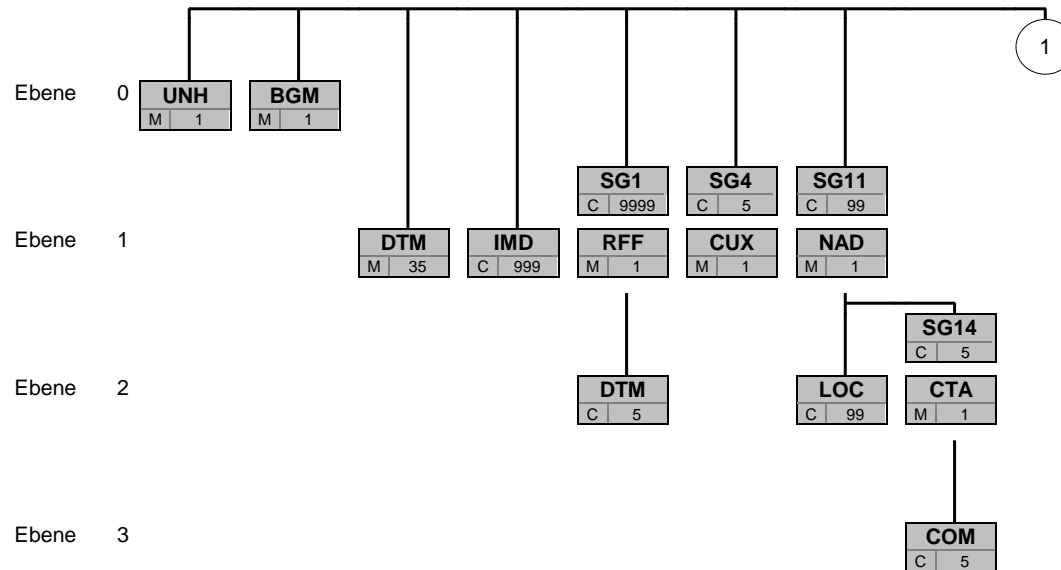 1
Ebene 0 UNH BGM
M 1 M 1
SG1 SG4 SG11
C 9999 C 5 C 99
Ebene 1 DTM IMD RFF CUX NAD
M 35 C 999 M 1 M 1 M 1
SG14
C 5
Ebene 2 DTM LOC CTA
C 5 C 99 M 1
Ebene 3 COM
C 5